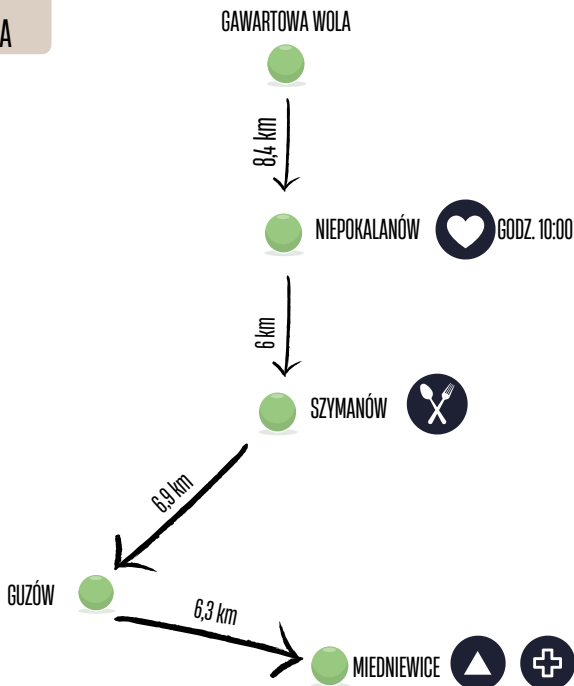 A
GAWARTOWA WOLA
8,4 km
NIEPOKALANÓW GODZ. 10:00
6 km
SZYMANÓW
6,9 km
GUZÓW
6,3 km
MIEDNIEWICE